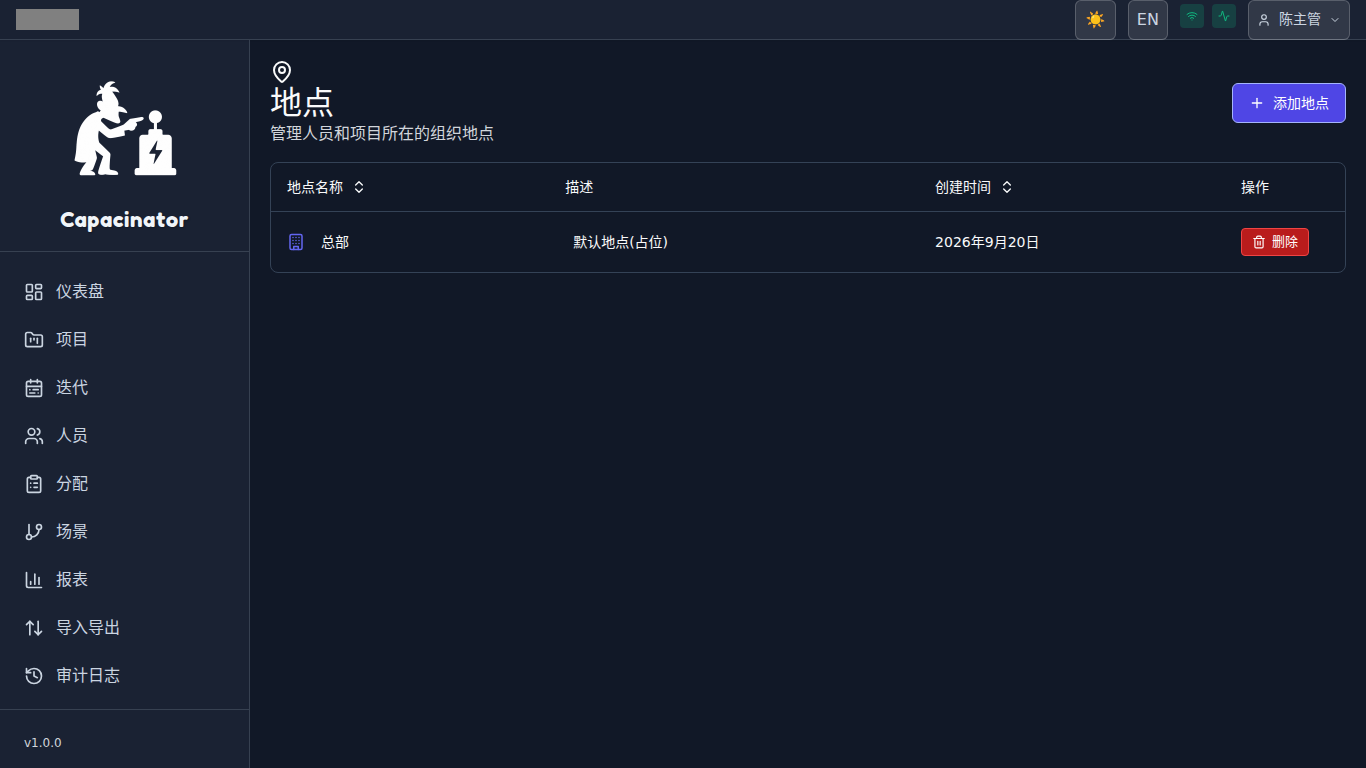 EN
陈主管
Capacinator
仪表盘
项目
迭代
人员
分配
场景
报表
导入导出
审计日志
v1.0.0
地点
管理人员和项目所在的组织地点
添加地点
地点名称 描述 创建时间 操作
总部 默认地点(占位) 2026年9月20日 删除